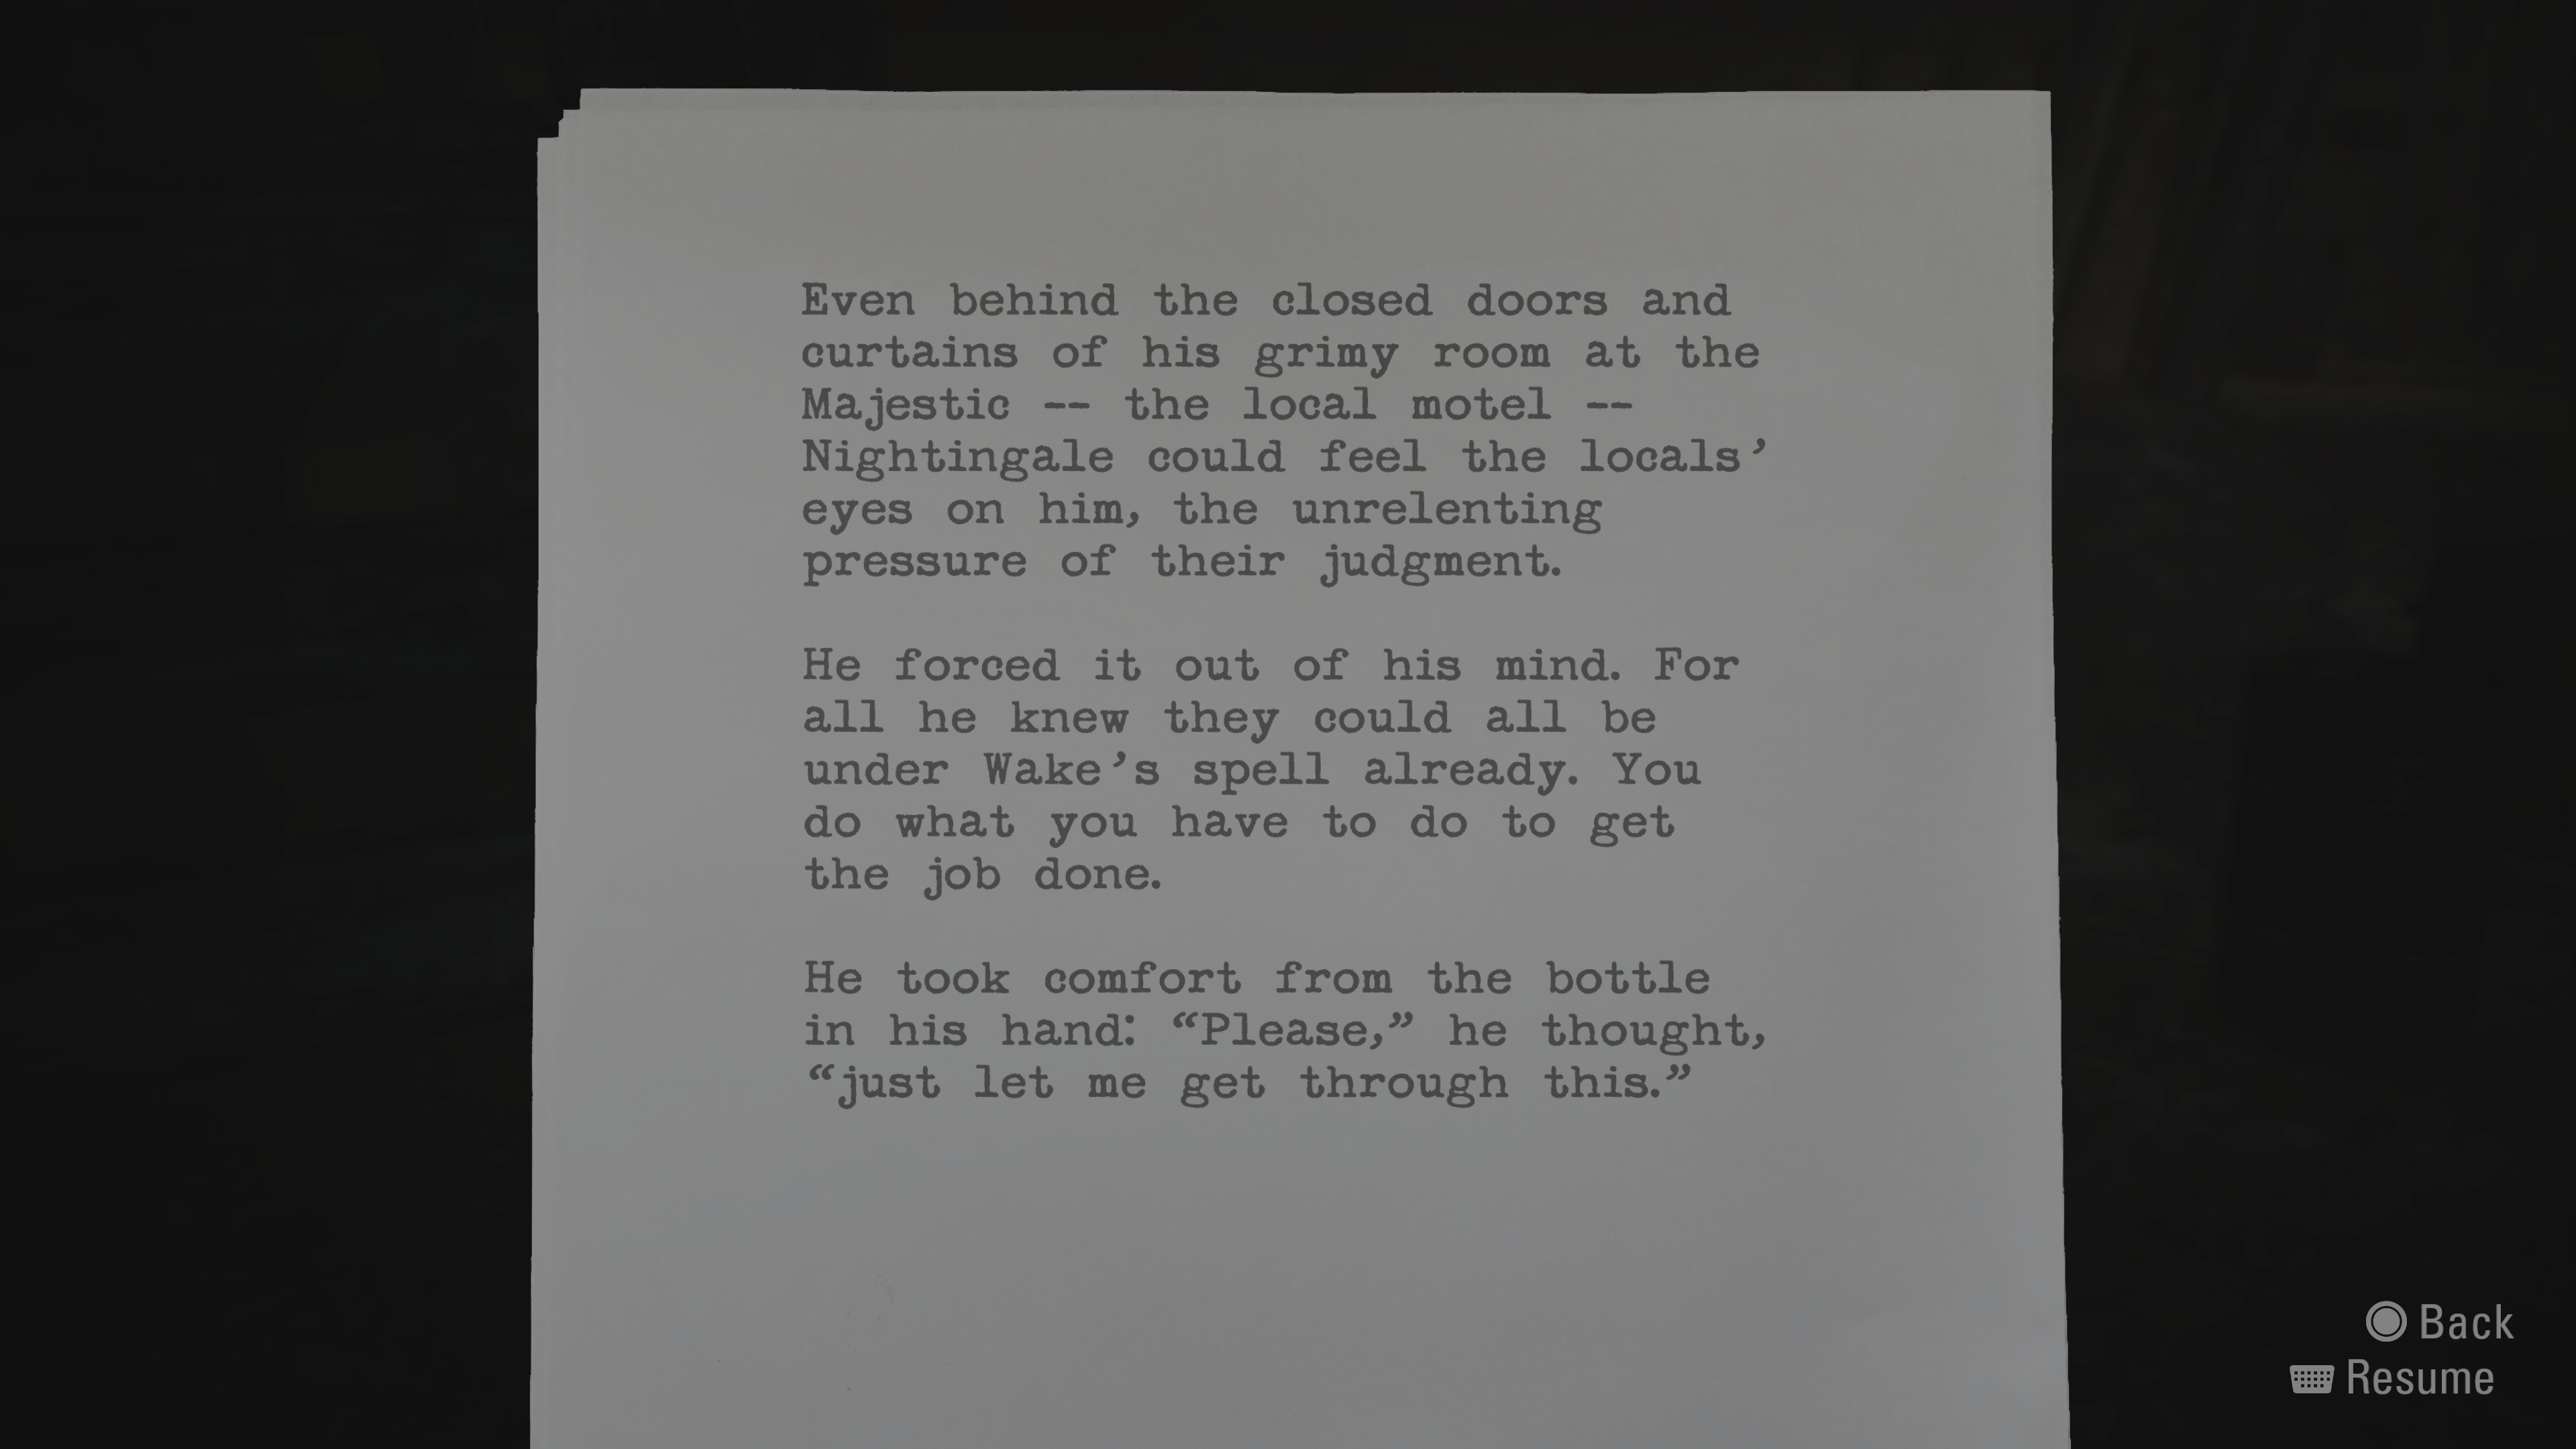 Even behind the closed doors and
curtains of his grimy room at the
Majestic -- the local motel --
Nightingale could feel the locals’
eyes on him, the unrelenting
pressure of their judgment.
He forced it out of his mind. For
all he knew they could all be
under Wake’s spell already. You
do what you have to do to get
the job done.
He took comfort from the bottle
in his hand: “Please,” he thought,
“just let me get through this.”
Back
Resume